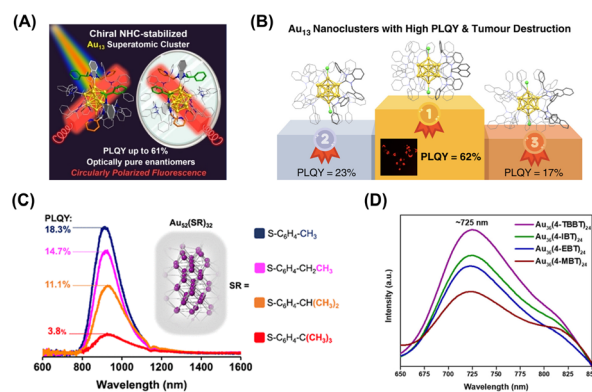 (A)
Chiral NHC-stabilized
Au13 Superatomic Cluster
PLQY up to 61%
Optically pure enantiomers
Circularly Polarized Fluorescence
(B)
Au13 Nanoclusters with High PLQY & Tumour Destruction
1
2
3
PLQY = 23%
PLQY = 62%
PLQY = 17%
(C)
PLQY:
18.3%
14.7%
11.1%
3.8%
Au52(SR)32
SR =
S-C6H4-CH3
S-C6H4-CH2CH3
S-C6H4-CH(CH3)2
S-C6H4-C(CH3)3
600 800 1000 1200 1400 1600
Wavelength (nm)
(D)
~725 nm
Au36(4-TBBT)24
Au36(4-IBT)24
Au36(4-EBT)24
Au36(4-MBT)24
Intensity (a.u.)
650 675 700 725 750 775 800 825 850
Wavelength (nm)